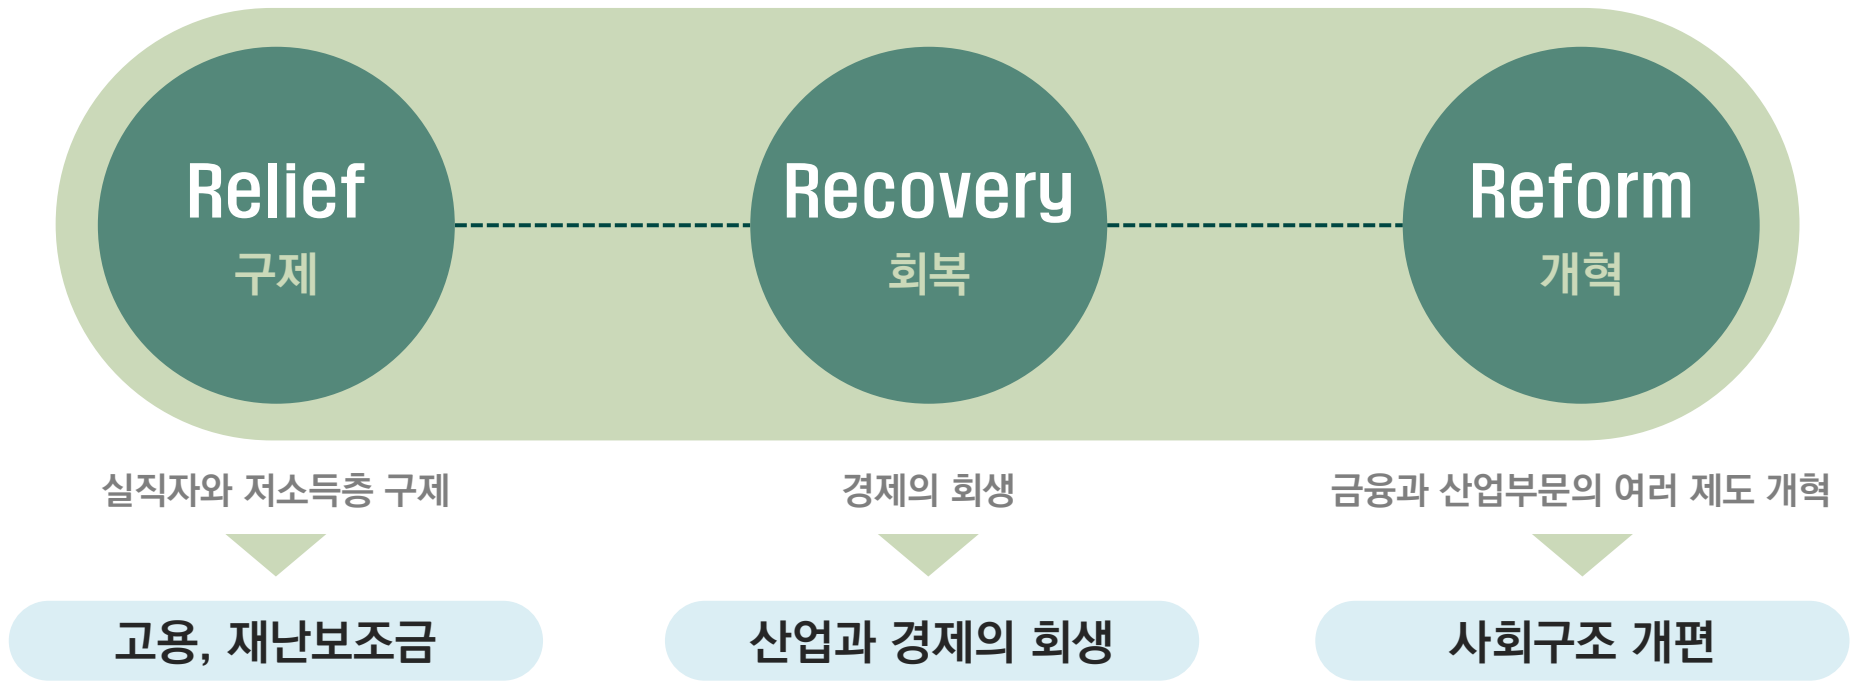 Relief
구제
Recovery
회복
Reform
개혁
실직자와 저소득층 구제
경제의 회생
금융과 산업부문의 여러 제도 개혁
고용, 재난보조금
산업과 경제의 회생
사회구조 개편